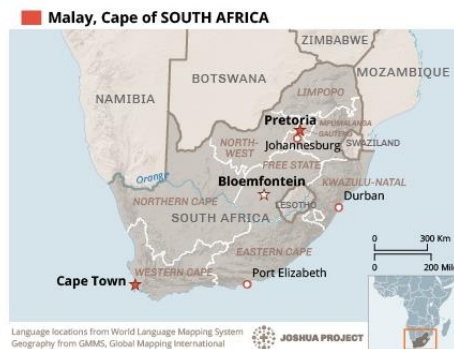 Malay, Cape of SOUTH AFRICA
ZIMBABWE
BOTSWANA
MOZAMBIQUE
NAMIBIA
LIMPOPO
Pretoria
MPUMALANGA
GAUTENG
NORTH-
WEST
Johannesburg
SWAZILAND
FREE STATE
Orange
Bloemfontein
KWAZULU-NATAL
NORTHERN CAPE
LESOTHO
Durban
SOUTH AFRICA
EASTERN CAPE
WESTERN CAPE
Cape Town
Port Elizabeth
0 300 Km
0 200 Mile
Language locations from World Language Mapping System
Geography from GMMS, Global Mapping International
JOSHUA PROJECT